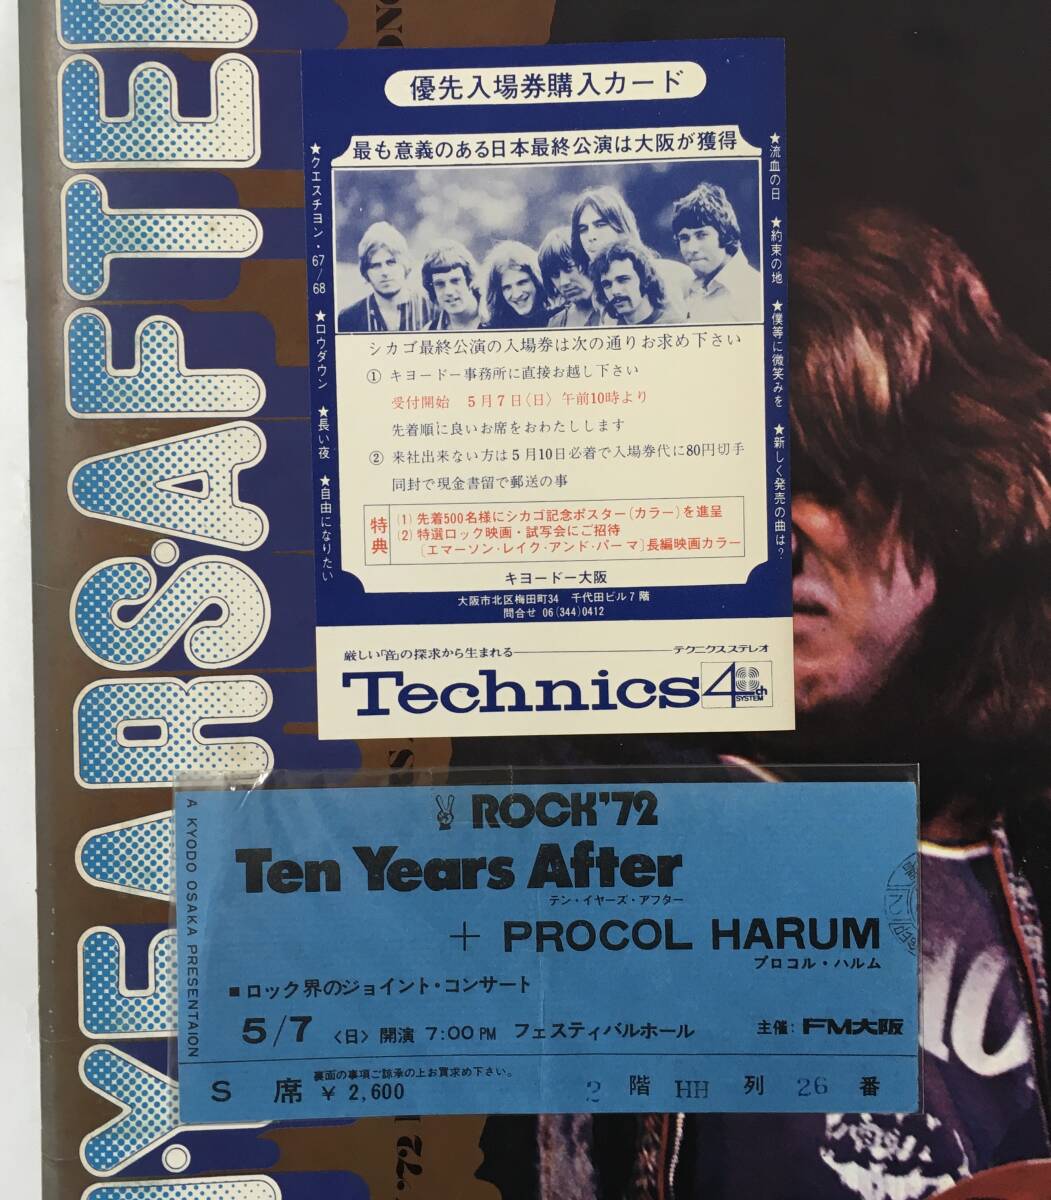 YEARS AFTER
優先入場券購入カード
最も意義のある日本最終公演は大阪が獲得
★クエスチヨン・67/68 ★ロウダウン ★長い夜 ★自由になりたい
★流血の日 ★約束の地 ★僕等に微笑みを ★新しく発売の曲は?
シカゴ最終公演の入場券は次の通りお求め下さい
① キヨードー事務所に直接お越し下さい
受付開始 5月7日〈日〉午前10時より
先着順に良いお席をおわたしします
② 来社出来ない方は5月10日必着で入場券代に80円切手
同封で現金書留で郵送の事
特典
(1) 先着500名様にシカゴ記念ポスター(カラー)を進呈
(2) 特選ロック映画・試写会にご招待
〔エマーソン・レイク・アンド・パーマ〕長編映画カラー
キヨードー大阪
大阪市北区梅田町34 千代田ビル7階
問合せ 06(344)0412
厳しい「音」の探求から生まれる
テクニクスステレオ
Technics
4ch SYSTEM
A KYODO OSAKA PRESENTAION
ROCK'72
Ten Years After
テン・イヤーズ・アフター
+ PROCOL HARUM
プロコル・ハルム
■ロック界のジョイント・コンサート
5/7 〈日〉 開演 7:00PM フェスティバルホール
主催: FM大阪
裏面の事項ご諒承の上お買求め下さい。
S 席 ¥2,600 2 階 HH 列 26 番
'72